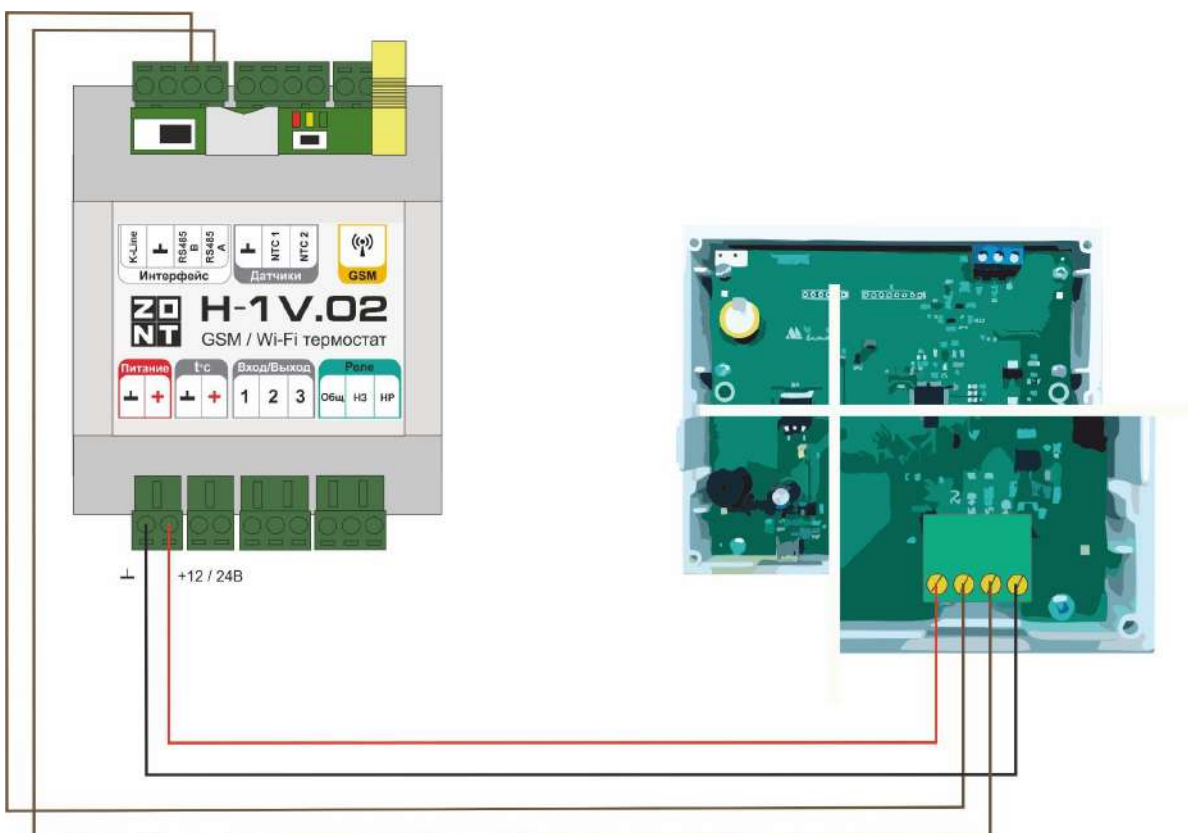 K-Line
⊥
RS485 B
RS485 A
Интерфейс
⊥
NTC 1
NTC 2
Датчики
GSM
ZONT
H-1V.02
GSM / Wi-Fi термостат
Питание
⊥ +
t°C
⊥ +
Вход/Выход
1 2 3
Реле
Общ НЗ НР
⊥ +12 / 24В